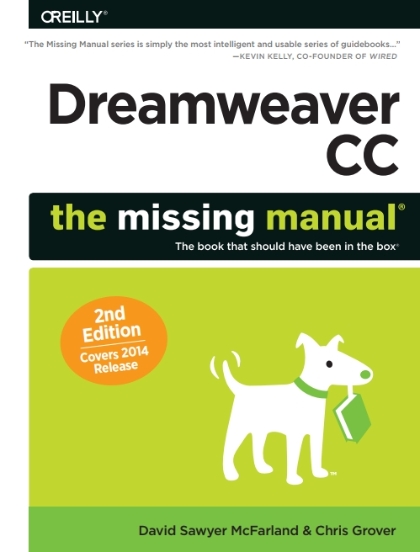 O'REILLY®
“The Missing Manual series is simply the most intelligent and usable series of guidebooks...”
—KEVIN KELLY, CO-FOUNDER OF WIRED
Dreamweaver
CC
the missing manual®
The book that should have been in the box®
2nd
Edition
Covers 2014
Release
™
David Sawyer McFarland & Chris Grover